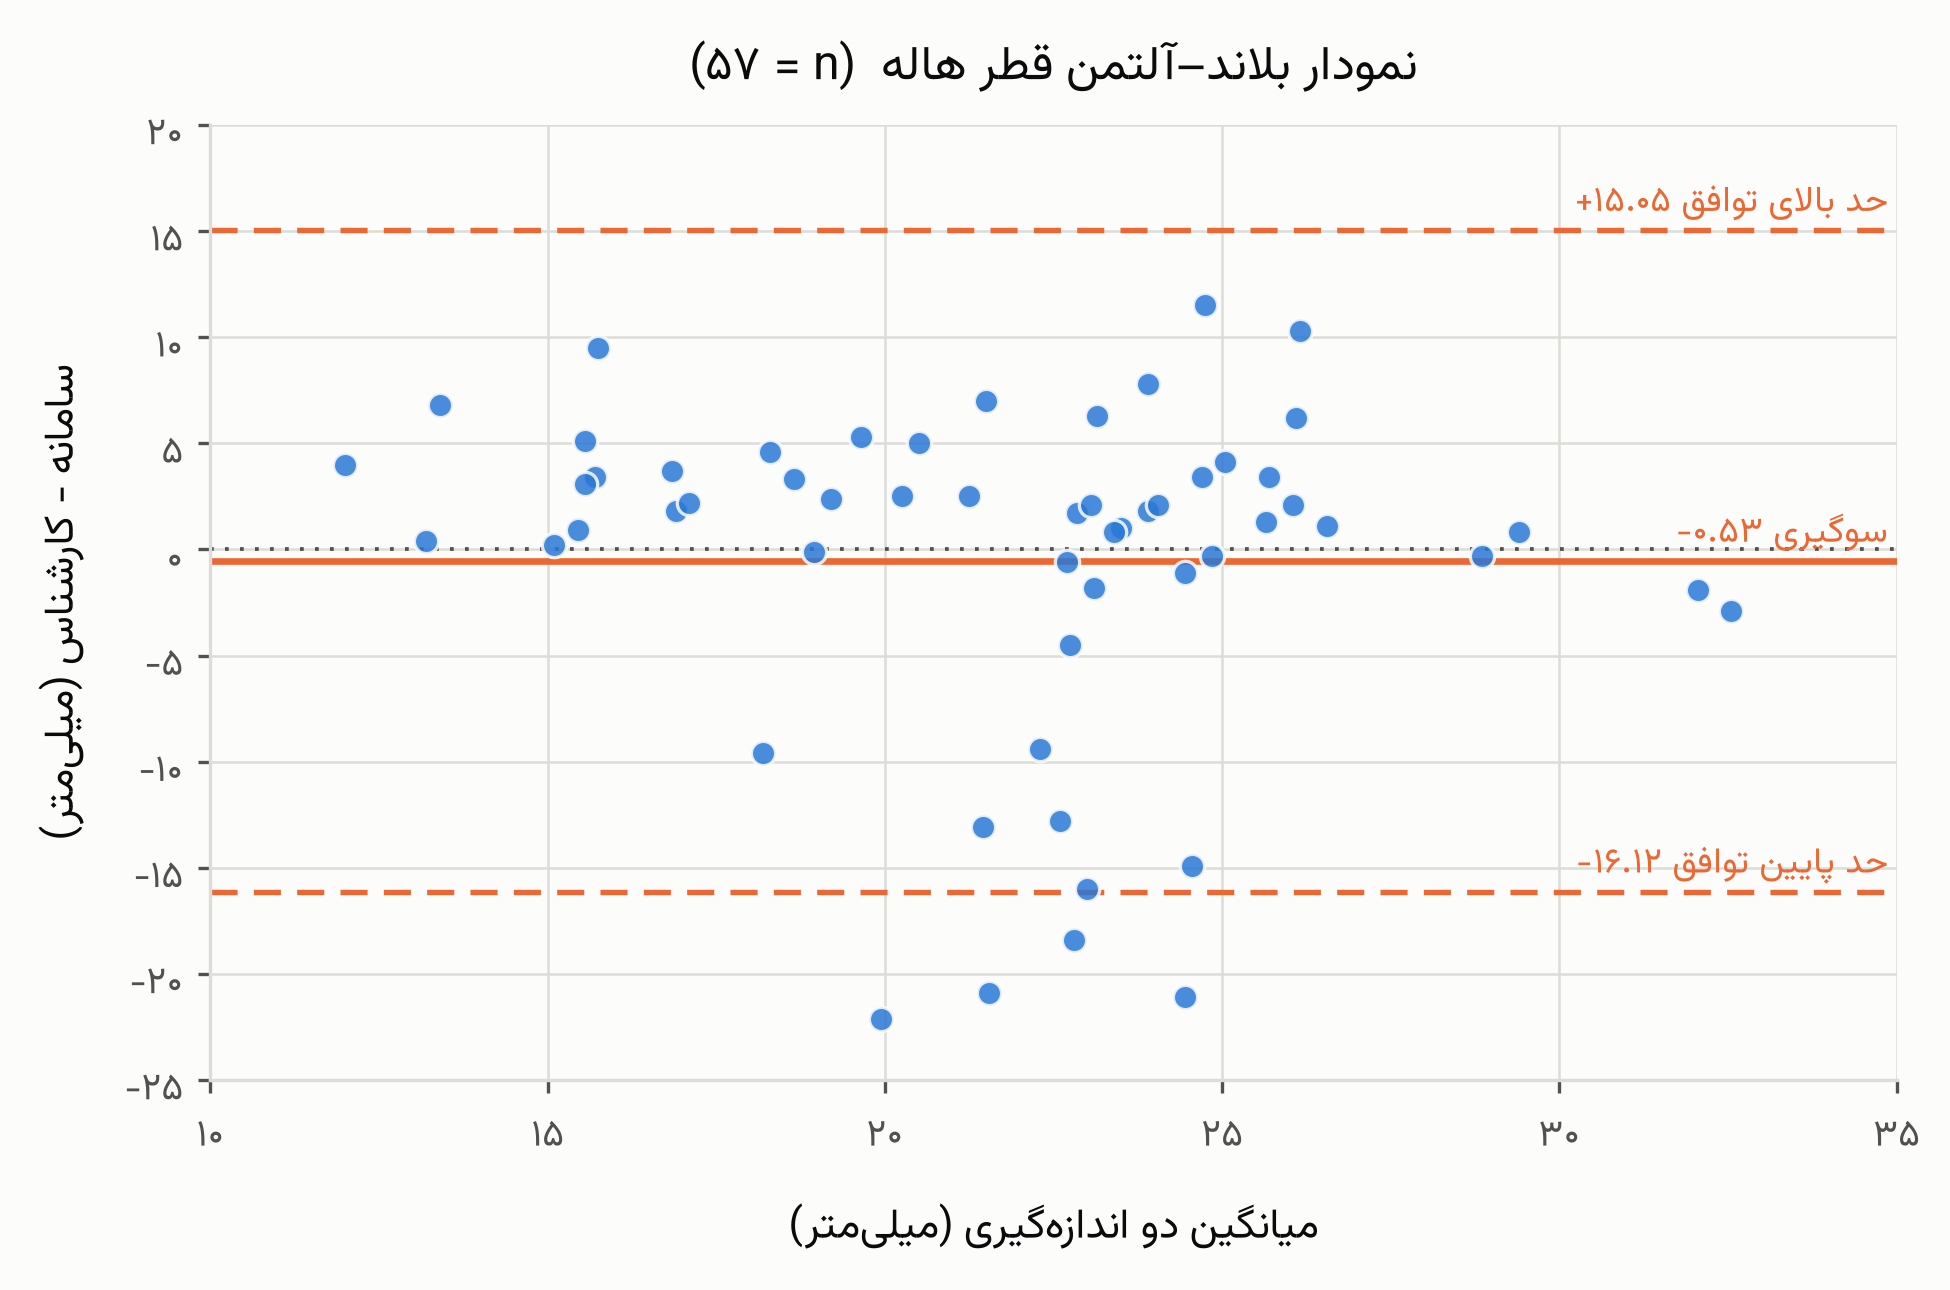 نمودار بلاند–آلتمن قطر هاله (n = ۵۷)
۲۰
۱۵
۱۰
۵
۰
-۵
-۱۰
-۱۵
-۲۰
-۲۵
سامانه - کارشناس (میلی‌متر)
حد بالای توافق +۱۵.۰۵
سوگیری -۰.۵۳
حد پایین توافق -۱۶.۱۲
۱۰ ۱۵ ۲۰ ۲۵ ۳۰ ۳۵
میانگین دو اندازه‌گیری (میلی‌متر)